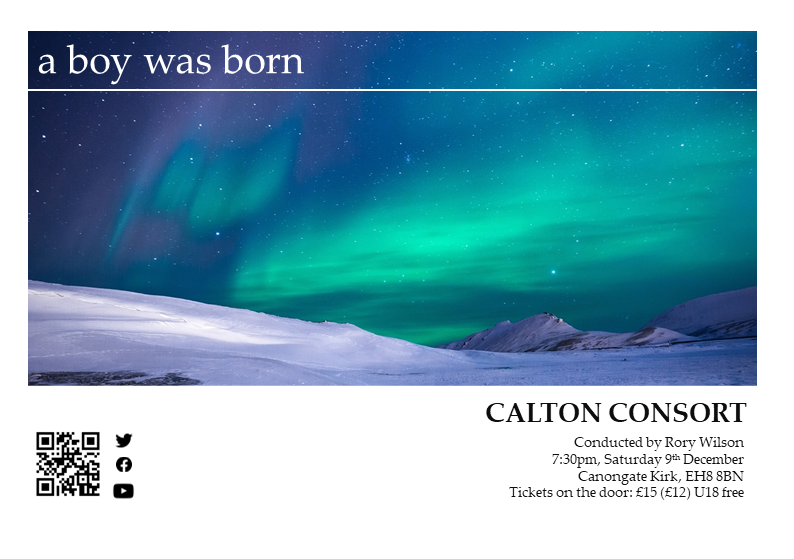 a boy was born
CALTON CONSORT
Conducted by Rory Wilson
7:30pm, Saturday 9th December
Canongate Kirk, EH8 8BN
Tickets on the door: £15 (£12) U18 free